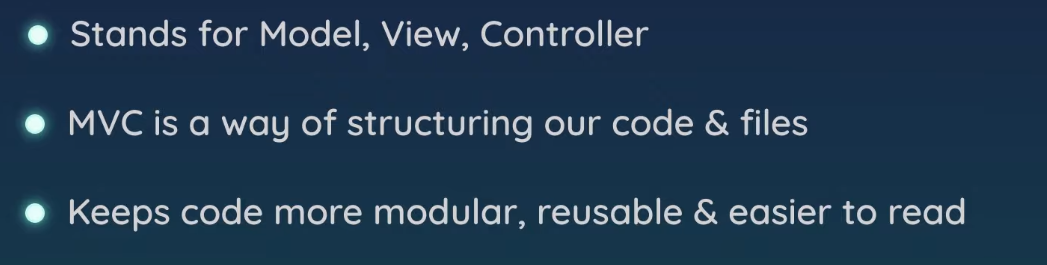 Stands for Model, View, Controller
MVC is a way of structuring our code & files
Keeps code more modular, reusable & easier to read